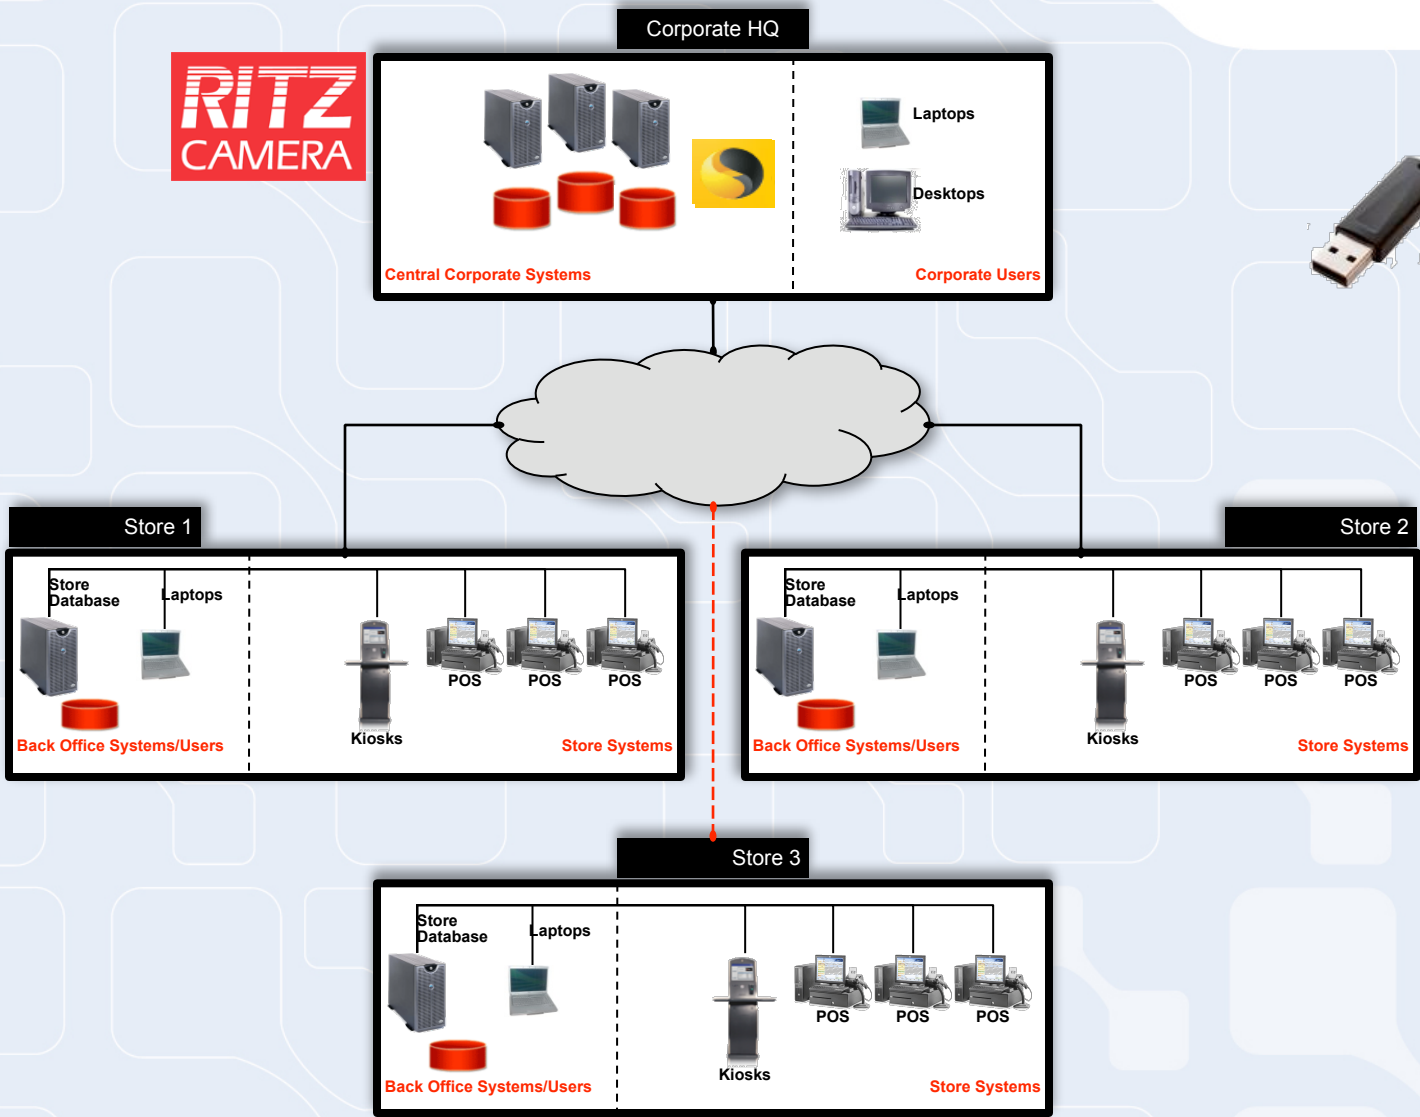 Corporate HQ
RITZ
CAMERA
Laptops
Desktops
Central Corporate Systems
Corporate Users
Store 1
Store
Database
Laptops
POS
POS
POS
Kiosks
Back Office Systems/Users
Store Systems
Store 2
Store
Database
Laptops
POS
POS
POS
Kiosks
Back Office Systems/Users
Store Systems
Store 3
Store
Database
Laptops
POS
POS
POS
Kiosks
Back Office Systems/Users
Store Systems